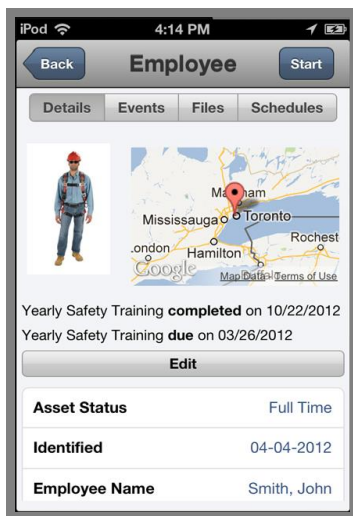 iPod 4:14 PM
Back Employee Start
Details Events Files Schedules
Mississauga Toronto
London Hamilton Rochest
Google Map Data - Terms of Use
Yearly Safety Training completed on 10/22/2012
Yearly Safety Training due on 03/26/2012
Edit
Asset Status Full Time
Identified 04-04-2012
Employee Name Smith, John